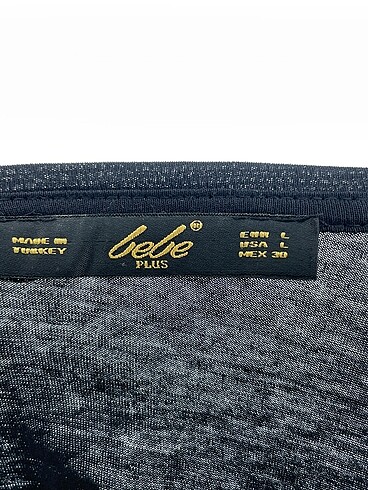 MADE IN
TURKEY
bebe®
PLUS
EUR L
USA L
MEX 30